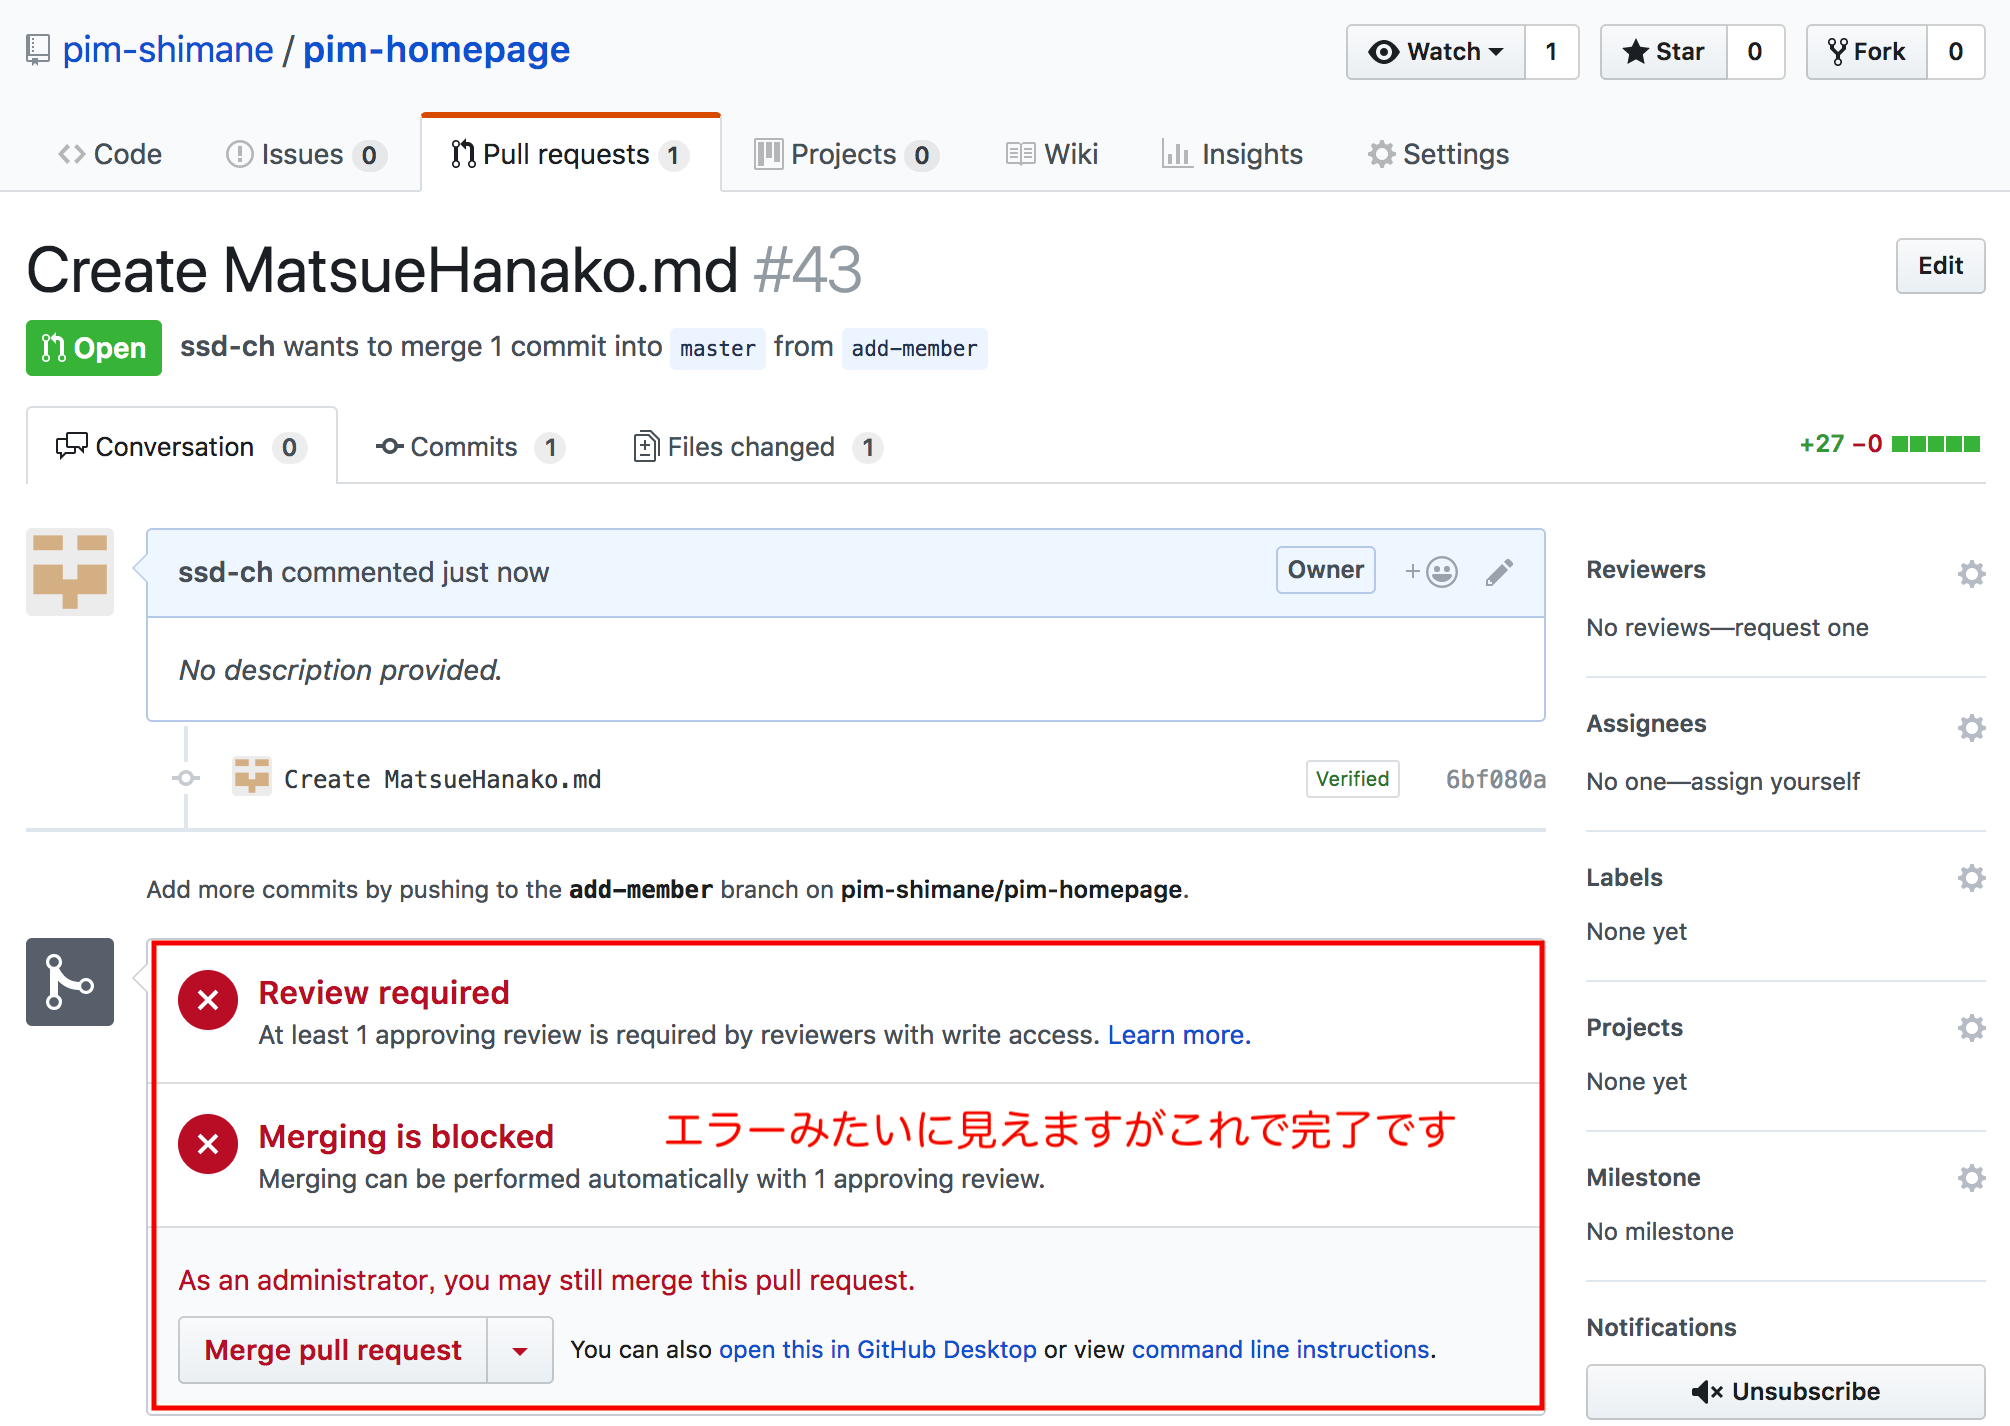 pim-shimane / pim-homepage
Watch 1
Star 0
Fork 0
Code
Issues 0
Pull requests 1
Projects 0
Wiki
Insights
Settings
Create MatsueHanako.md #43
Edit
Open
ssd-ch wants to merge 1 commit into master from add-member
Conversation 0
Commits 1
Files changed 1
+27 −0
ssd-ch commented just now
Owner
No description provided.
Create MatsueHanako.md
Verified
6bf080a
Add more commits by pushing to the add-member branch on pim-shimane/pim-homepage.
Review required
At least 1 approving review is required by reviewers with write access. Learn more.
Merging is blocked
エラーみたいに見えますがこれで完了です
Merging can be performed automatically with 1 approving review.
As an administrator, you may still merge this pull request.
Merge pull request
You can also open this in GitHub Desktop or view command line instructions.
Reviewers
No reviews—request one
Assignees
No one—assign yourself
Labels
None yet
Projects
None yet
Milestone
No milestone
Notifications
Unsubscribe